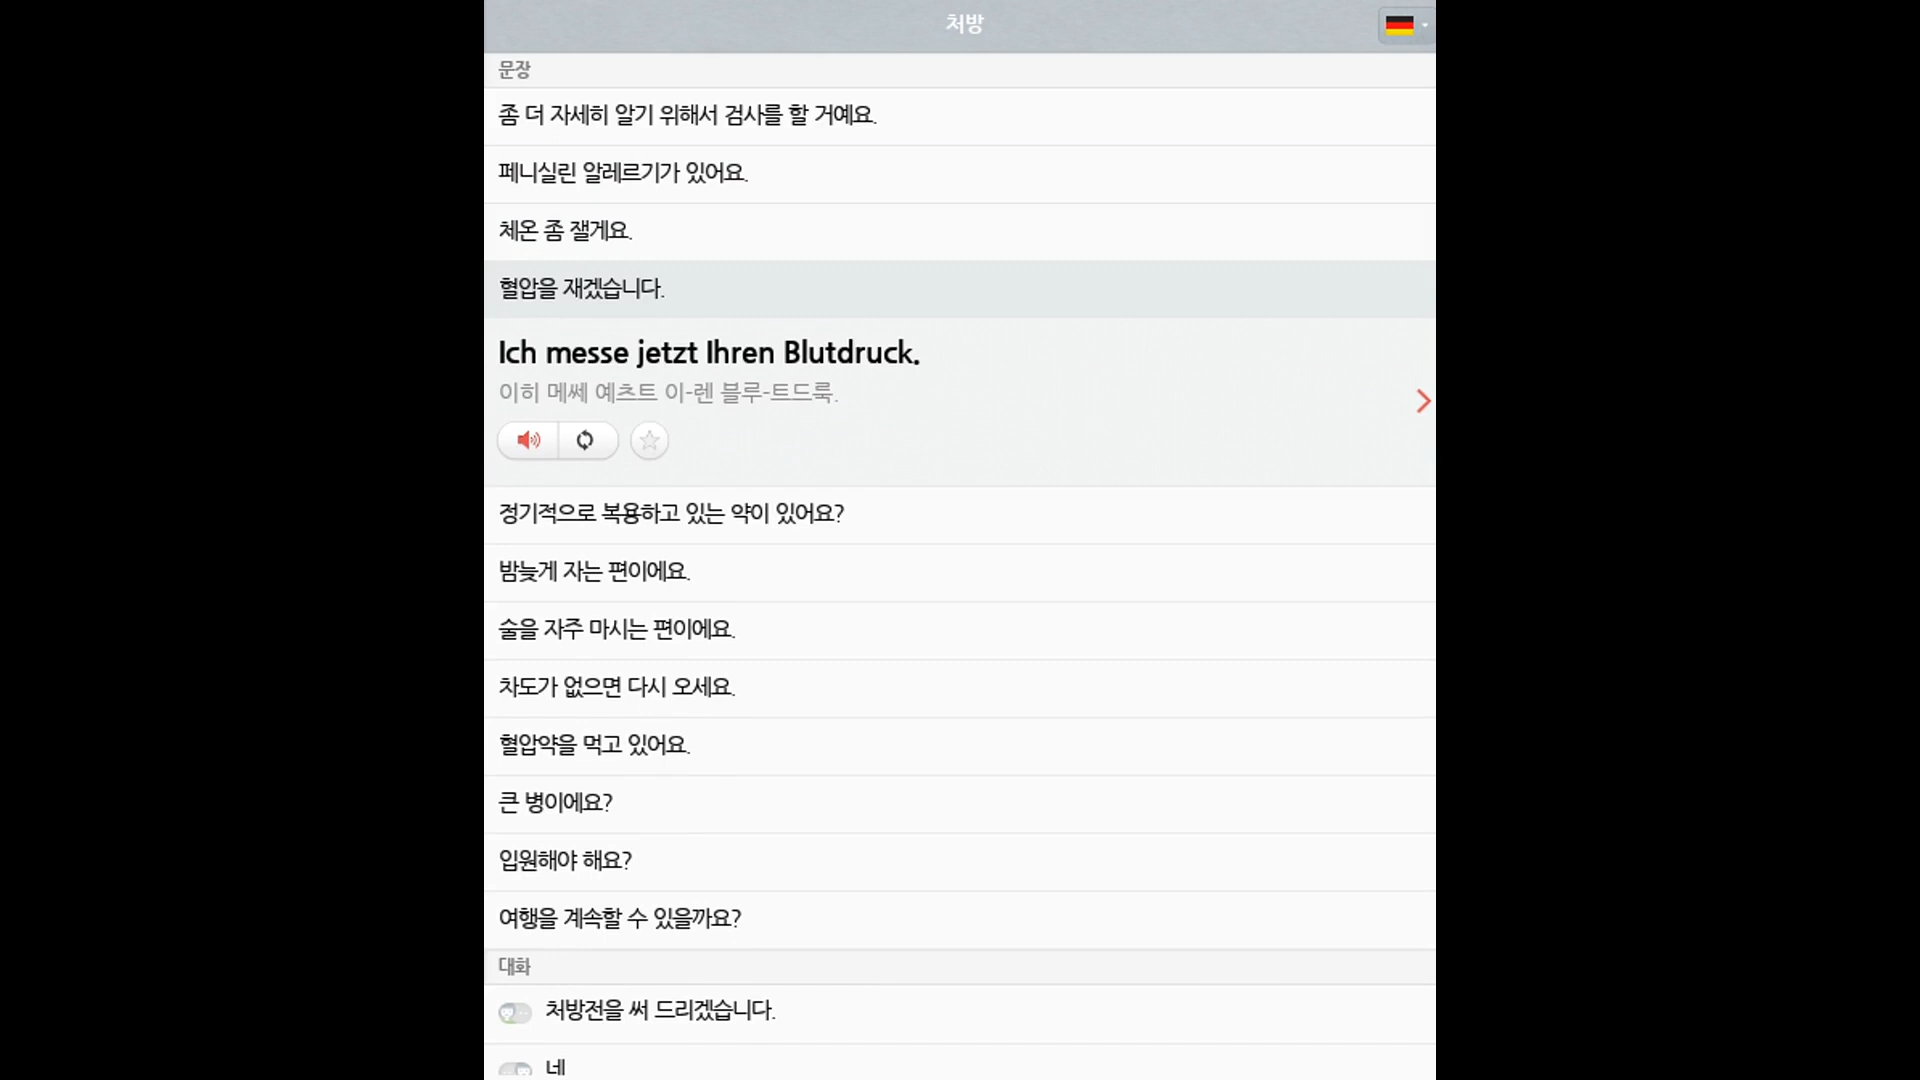 처방
문장
좀 더 자세히 알기 위해서 검사를 할 거예요.
페니실린 알레르기가 있어요.
체온 좀 잴게요.
혈압을 재겠습니다.
Ich messe jetzt Ihren Blutdruck.
이히 메쎄 예츠트 이-렌 블루-트드룩.
정기적으로 복용하고 있는 약이 있어요?
밤늦게 자는 편이에요.
술을 자주 마시는 편이에요.
차도가 없으면 다시 오세요.
혈압약을 먹고 있어요.
큰 병이에요?
입원해야 해요?
여행을 계속할 수 있을까요?
대화
처방전을 써 드리겠습니다.
네